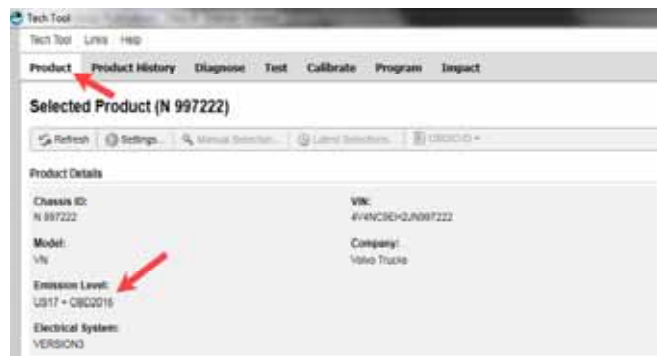 Tech Tool
Tech Tool Links Help
Product Product History Diagnose Test Calibrate Program Impact
Selected Product (N 997222)
Refresh Settings... Manual Selection... Latest Selections...
Product Details
Chassis ID: VIN:
N 997222
Model: Company:
VN Volvo Trucks
Emission Level:
US17 + OBD2016
Electrical System:
VERSION3